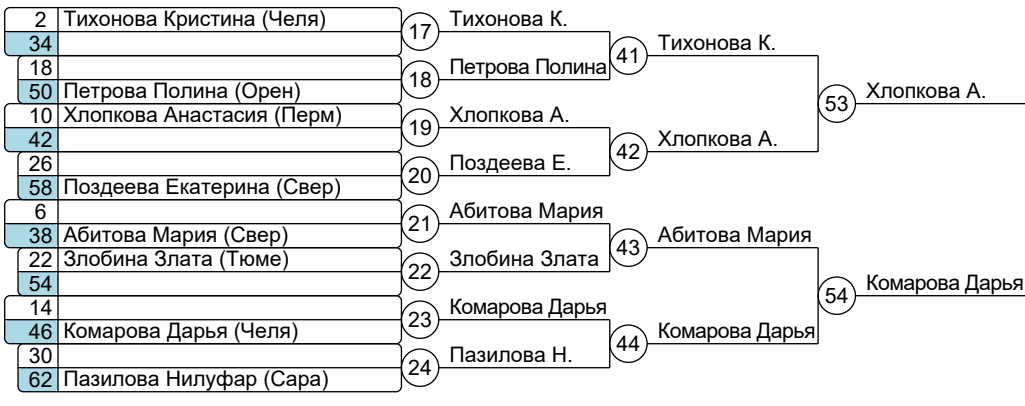 2 Тихонова Кристина (Челя)
34
18
50 Петрова Полина (Орен)
10 Хлопкова Анастасия (Перм)
42
26
58 Поздеева Екатерина (Свер)
6
38 Абитова Мария (Свер)
22 Злобина Злата (Тюме)
54
14
46 Комарова Дарья (Челя)
30
62 Пазилова Нилуфар (Сара)
17 Тихонова К.
18 Петрова Полина
19 Хлопкова А.
20 Поздеева Е.
21 Абитова Мария
22 Злобина Злата
23 Комарова Дарья
24 Пазилова Н.
41 Тихонова К.
42 Хлопкова А.
43 Абитова Мария
44 Комарова Дарья
53 Хлопкова А.
54 Комарова Дарья